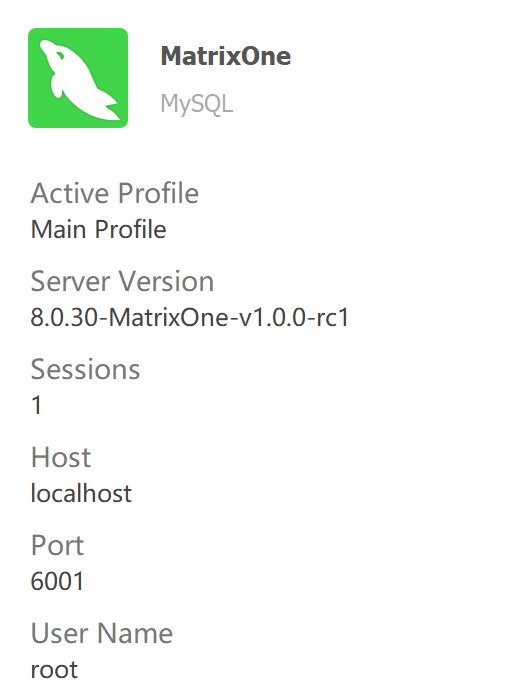 MatrixOne
MySQL
Active Profile
Main Profile
Server Version
8.0.30-MatrixOne-v1.0.0-rc1
Sessions
1
Host
localhost
Port
6001
User Name
root